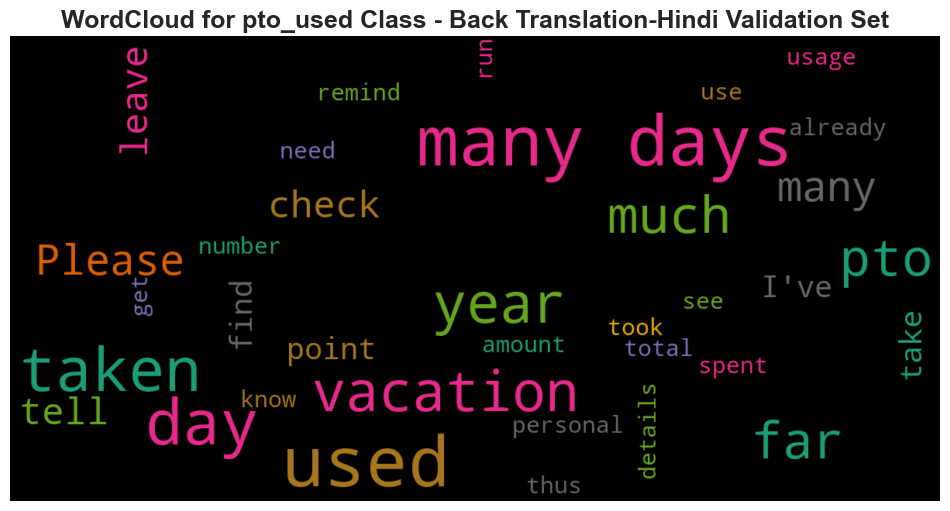 WordCloud for pto_used Class - Back Translation-Hindi Validation Set
run
usage
leave
remind
use
many days
already
need
many
check
much
number
Please
pto
get
find
I've
year
see
took
take
point
amount
total
taken
spent
vacation
know
tell
day
details
personal
far
used
thus